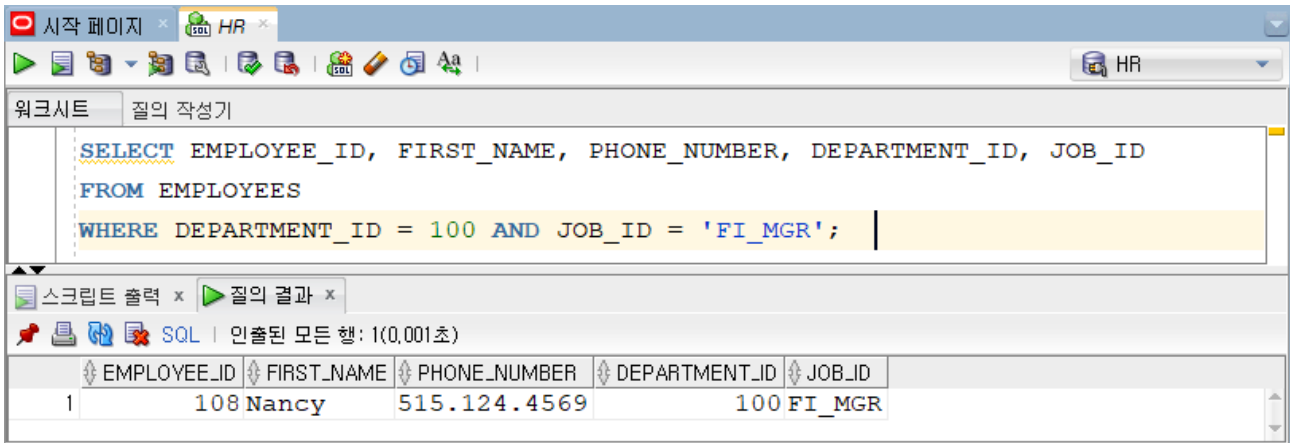 시작 페이지 HR
HR
워크시트 질의 작성기
SELECT EMPLOYEE_ID, FIRST_NAME, PHONE_NUMBER, DEPARTMENT_ID, JOB_ID
FROM EMPLOYEES
WHERE DEPARTMENT_ID = 100 AND JOB_ID = 'FI_MGR';
스크립트 출력 x 질의 결과 x
SQL | 인출된 모든 행: 1(0,001초)
EMPLOYEE_ID FIRST_NAME PHONE_NUMBER DEPARTMENT_ID JOB_ID
1 108 Nancy 515.124.4569 100 FI_MGR